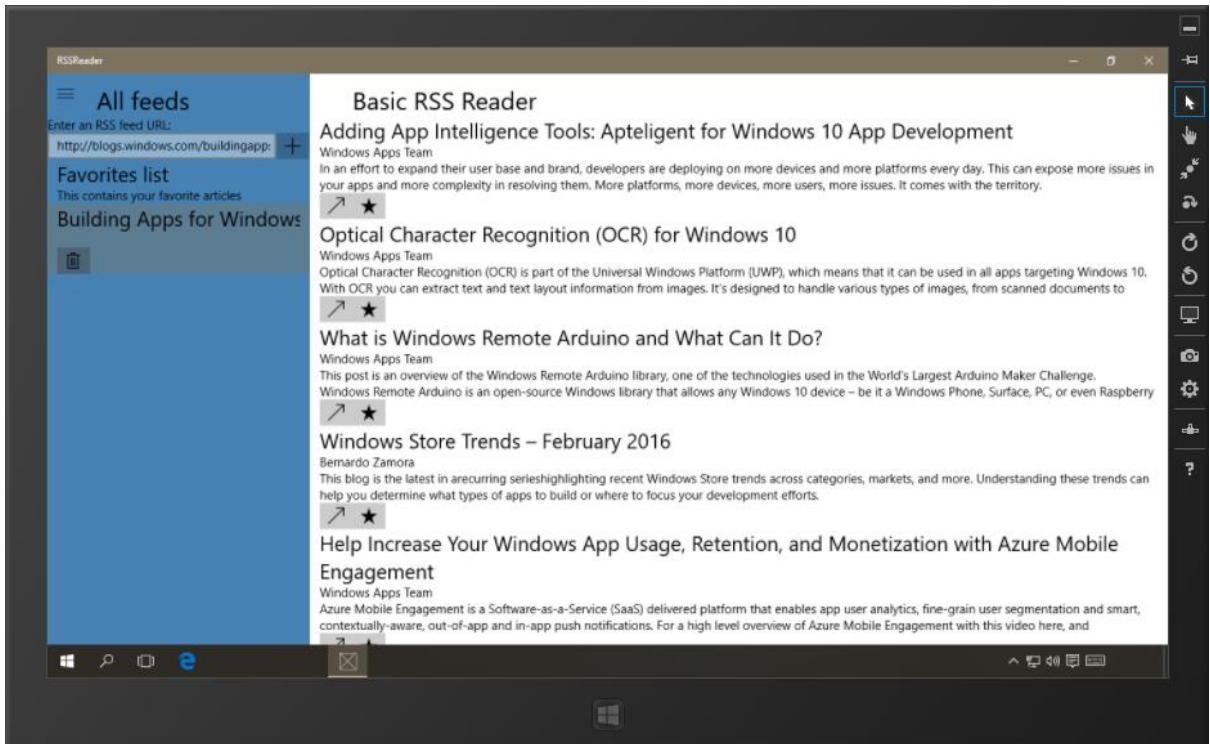 RSSReader
All feeds
Enter an RSS feed URL:
http://blogs.windows.com/buildingapp:
Favorites list
This contains your favorite articles
Building Apps for Windows
Basic RSS Reader
Adding App Intelligence Tools: Apteligent for Windows 10 App Development
Windows Apps Team
In an effort to expand their user base and brand, developers are deploying on more devices and more platforms every day. This can expose more issues in
your apps and more complexity in resolving them. More platforms, more devices, more users, more issues. It comes with the territory.
Optical Character Recognition (OCR) for Windows 10
Windows Apps Team
Optical Character Recognition (OCR) is part of the Universal Windows Platform (UWP), which means that it can be used in all apps targeting Windows 10.
With OCR you can extract text and text layout information from images. It's designed to handle various types of images, from scanned documents to
What is Windows Remote Arduino and What Can It Do?
Windows Apps Team
This post is an overview of the Windows Remote Arduino library, one of the technologies used in the World's Largest Arduino Maker Challenge.
Windows Remote Arduino is an open-source Windows library that allows any Windows 10 device – be it a Windows Phone, Surface, PC, or even Raspberry
Windows Store Trends – February 2016
Bernardo Zamora
This blog is the latest in arecurring serieshighlighting recent Windows Store trends across categories, markets, and more. Understanding these trends can
help you determine what types of apps to build or where to focus your development efforts.
Help Increase Your Windows App Usage, Retention, and Monetization with Azure Mobile
Engagement
Windows Apps Team
Azure Mobile Engagement is a Software-as-a-Service (SaaS) delivered platform that enables app user analytics, fine-grain user segmentation and smart,
contextually-aware, out-of-app and in-app push notifications. For a high level overview of Azure Mobile Engagement with this video here, and